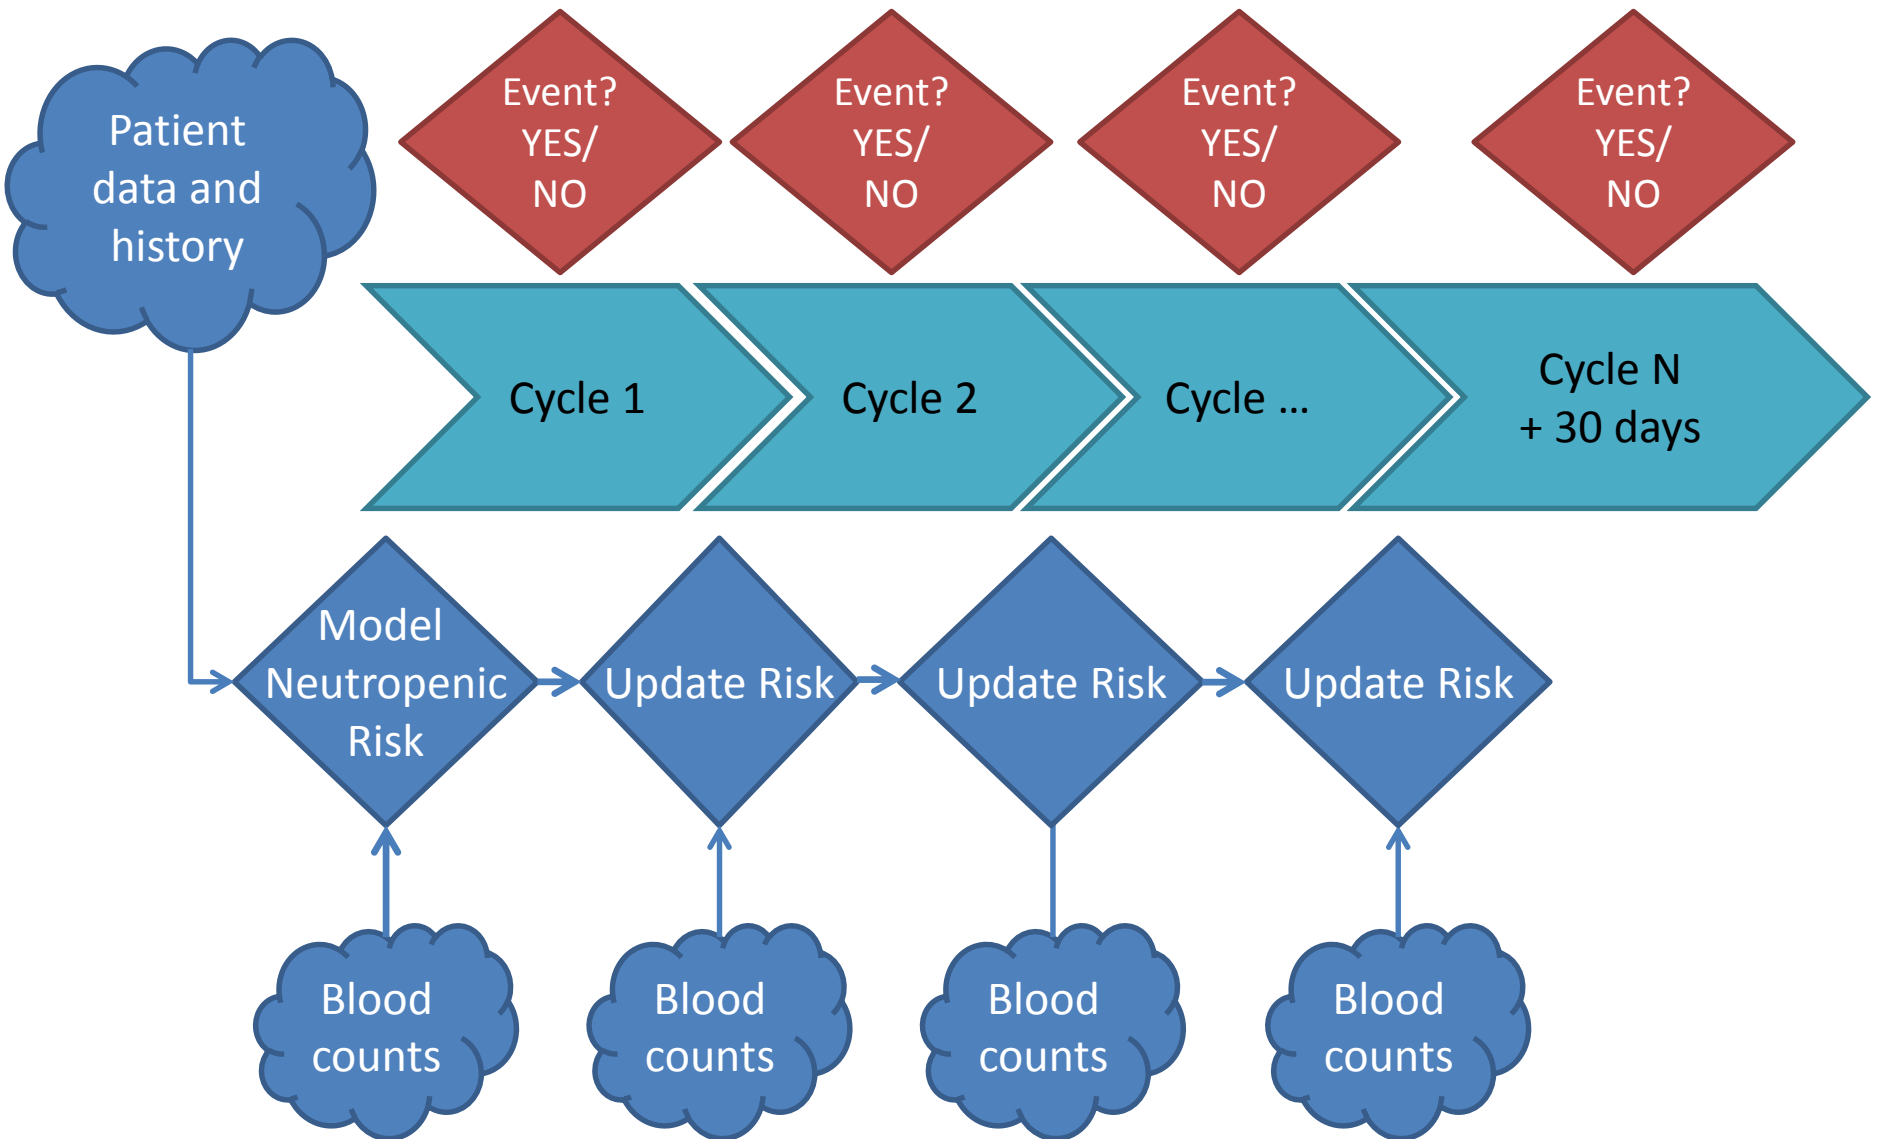 Patient
data and
history
Event?
YES/
NO
Event?
YES/
NO
Event?
YES/
NO
Event?
YES/
NO
Cycle 1
Cycle 2
Cycle ...
Cycle N
+ 30 days
Model
Neutropenic
Risk
Update Risk
Update Risk
Update Risk
Blood
counts
Blood
counts
Blood
counts
Blood
counts